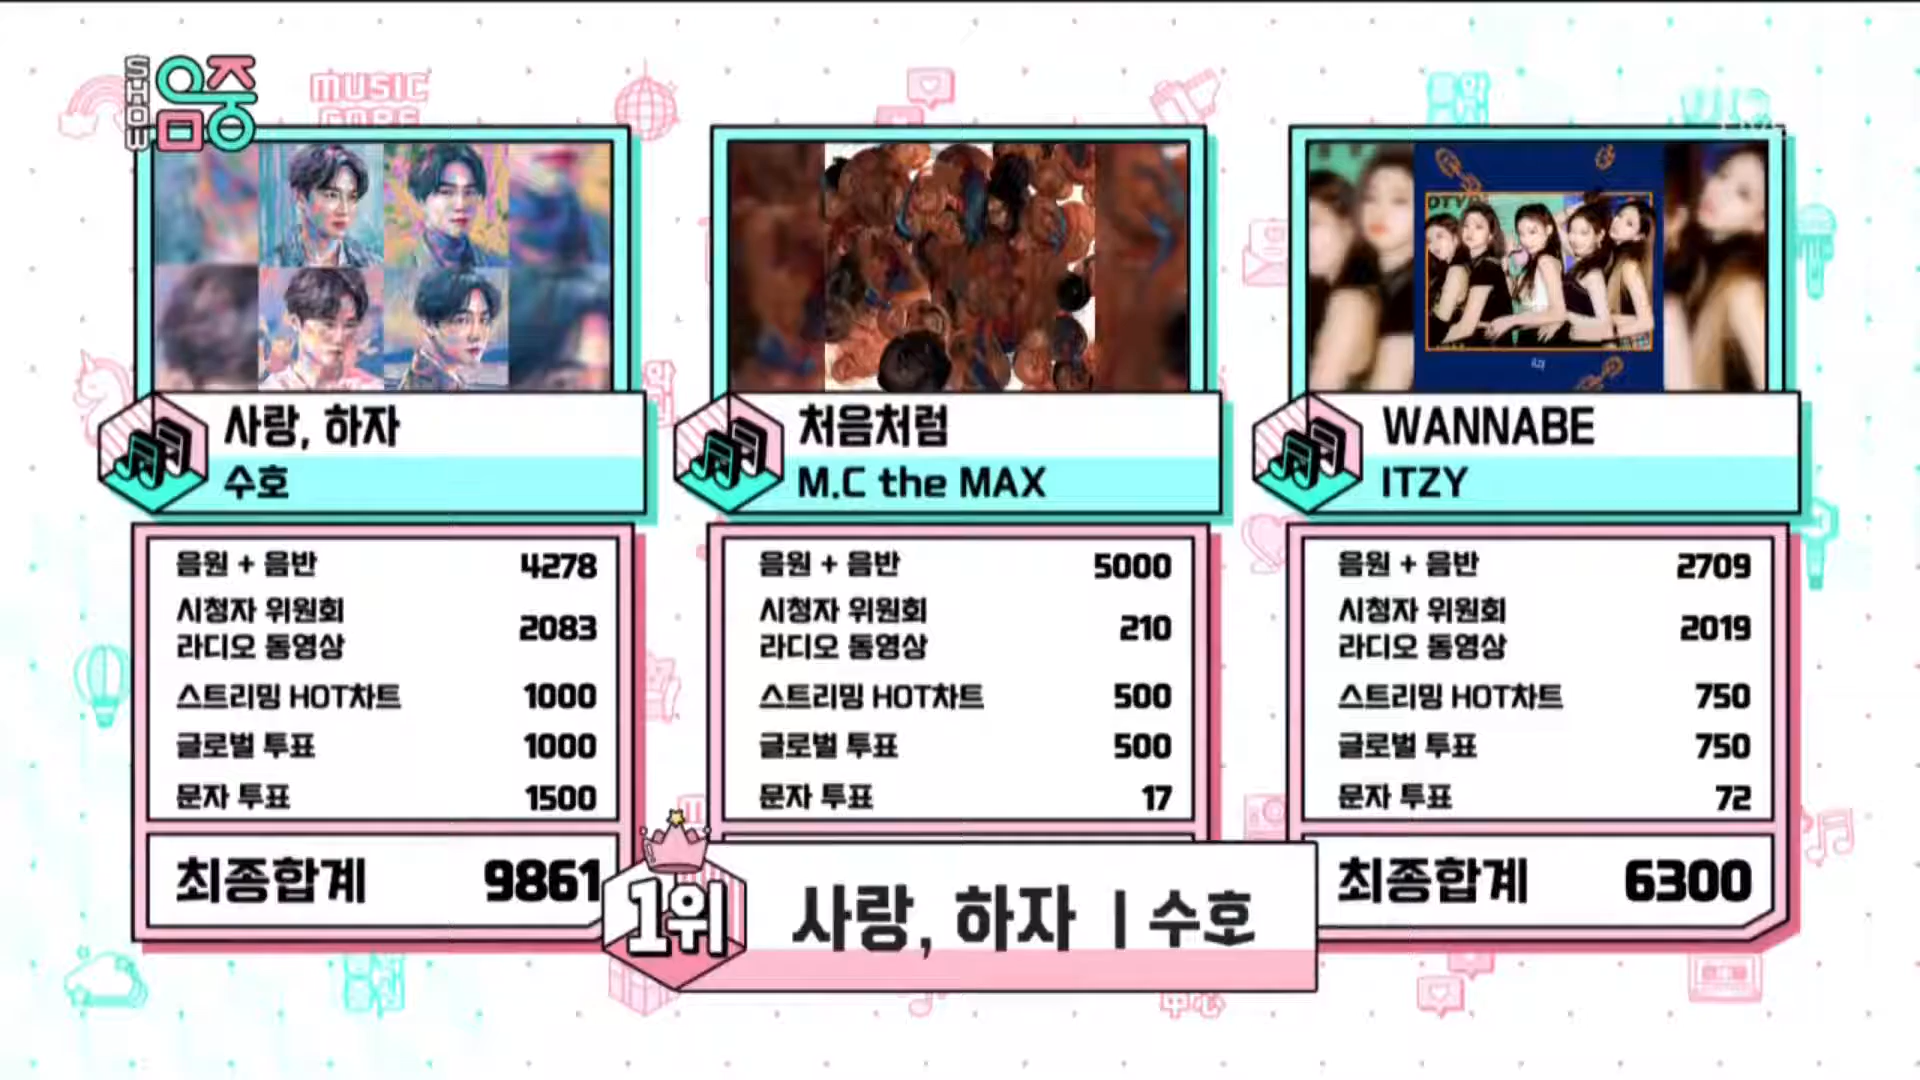 SHOW
음중
MUSIC
CORE
사랑, 하자
수호
음원 + 음반 4278
시청자 위원회
라디오 동영상 2083
스트리밍 HOT차트 1000
글로벌 투표 1000
문자 투표 1500
최종합계 9861
처음처럼
M.C the MAX
음원 + 음반 5000
시청자 위원회
라디오 동영상 210
스트리밍 HOT차트 500
글로벌 투표 500
문자 투표 17
WANNABE
ITZY
음원 + 음반 2709
시청자 위원회
라디오 동영상 2019
스트리밍 HOT차트 750
글로벌 투표 750
문자 투표 72
최종합계 6300
1위
사랑, 하자 | 수호
中心